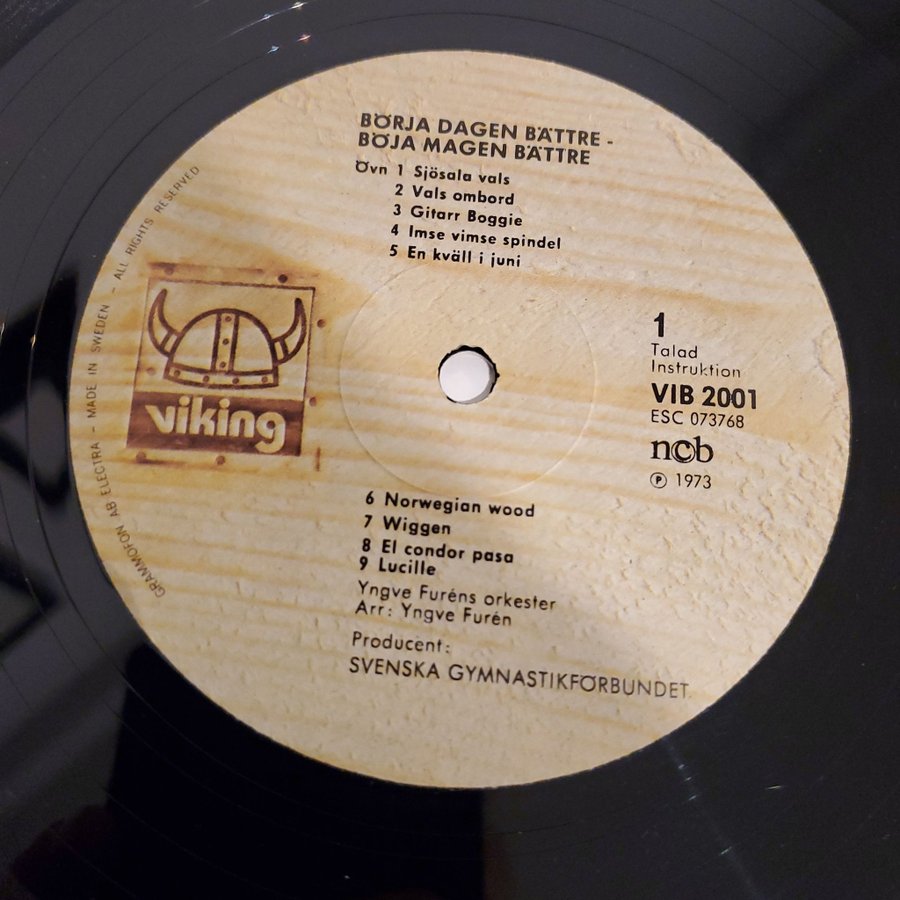 BÖRJA DAGEN BÄTTRE -
BÖJA MAGEN BÄTTRE
Övn 1 Sjösala vals
2 Vals ombord
3 Gitarr Boggie
4 Imse vimse spindel
5 En kväll i juni
viking
1
Talad
Instruktion
VIB 2001
ESC 073768
ncb
Ⓟ 1973
6 Norwegian wood
7 Wiggen
8 El condor pasa
9 Lucille
Yngve Furéns orkester
Arr: Yngve Furén
Producent:
SVENSKA GYMNASTIKFÖRBUNDET
GRAMMOFON AB ELECTRA - MADE IN SWEDEN - ALL RIGHTS RESERVED